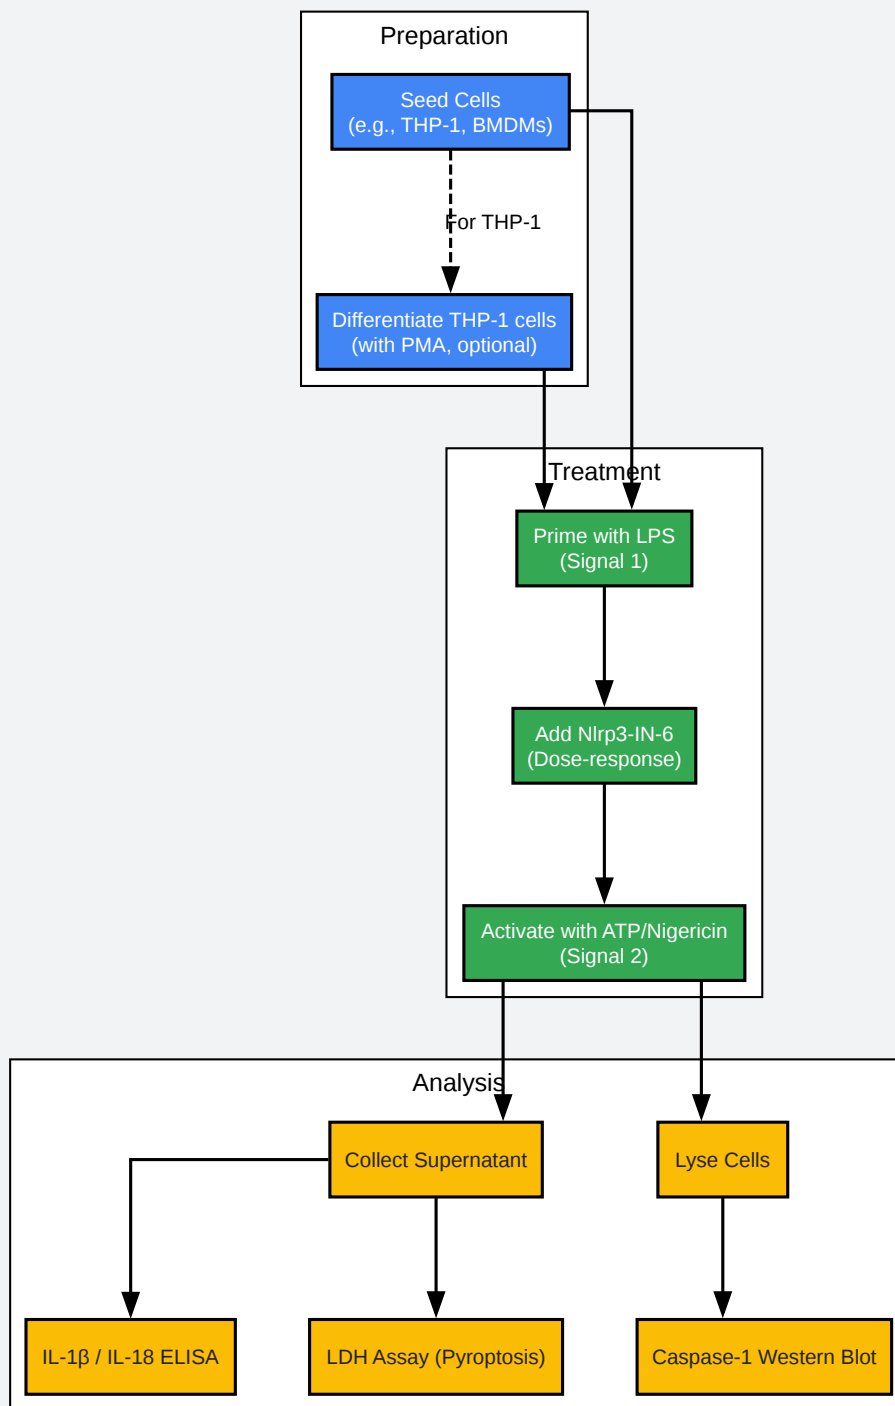 Preparation
Seed Cells
(e.g., THP-1, BMDMs)
For THP-1
Differentiate THP-1 cells
(with PMA, optional)
Treatment
Prime with LPS
(Signal 1)
Add Nlrp3-IN-6
(Dose-response)
Activate with ATP/Nigericin
(Signal 2)
Analysis
Collect Supernatant
Lyse Cells
IL-1β / IL-18 ELISA
LDH Assay (Pyroptosis)
Caspase-1 Western Blot